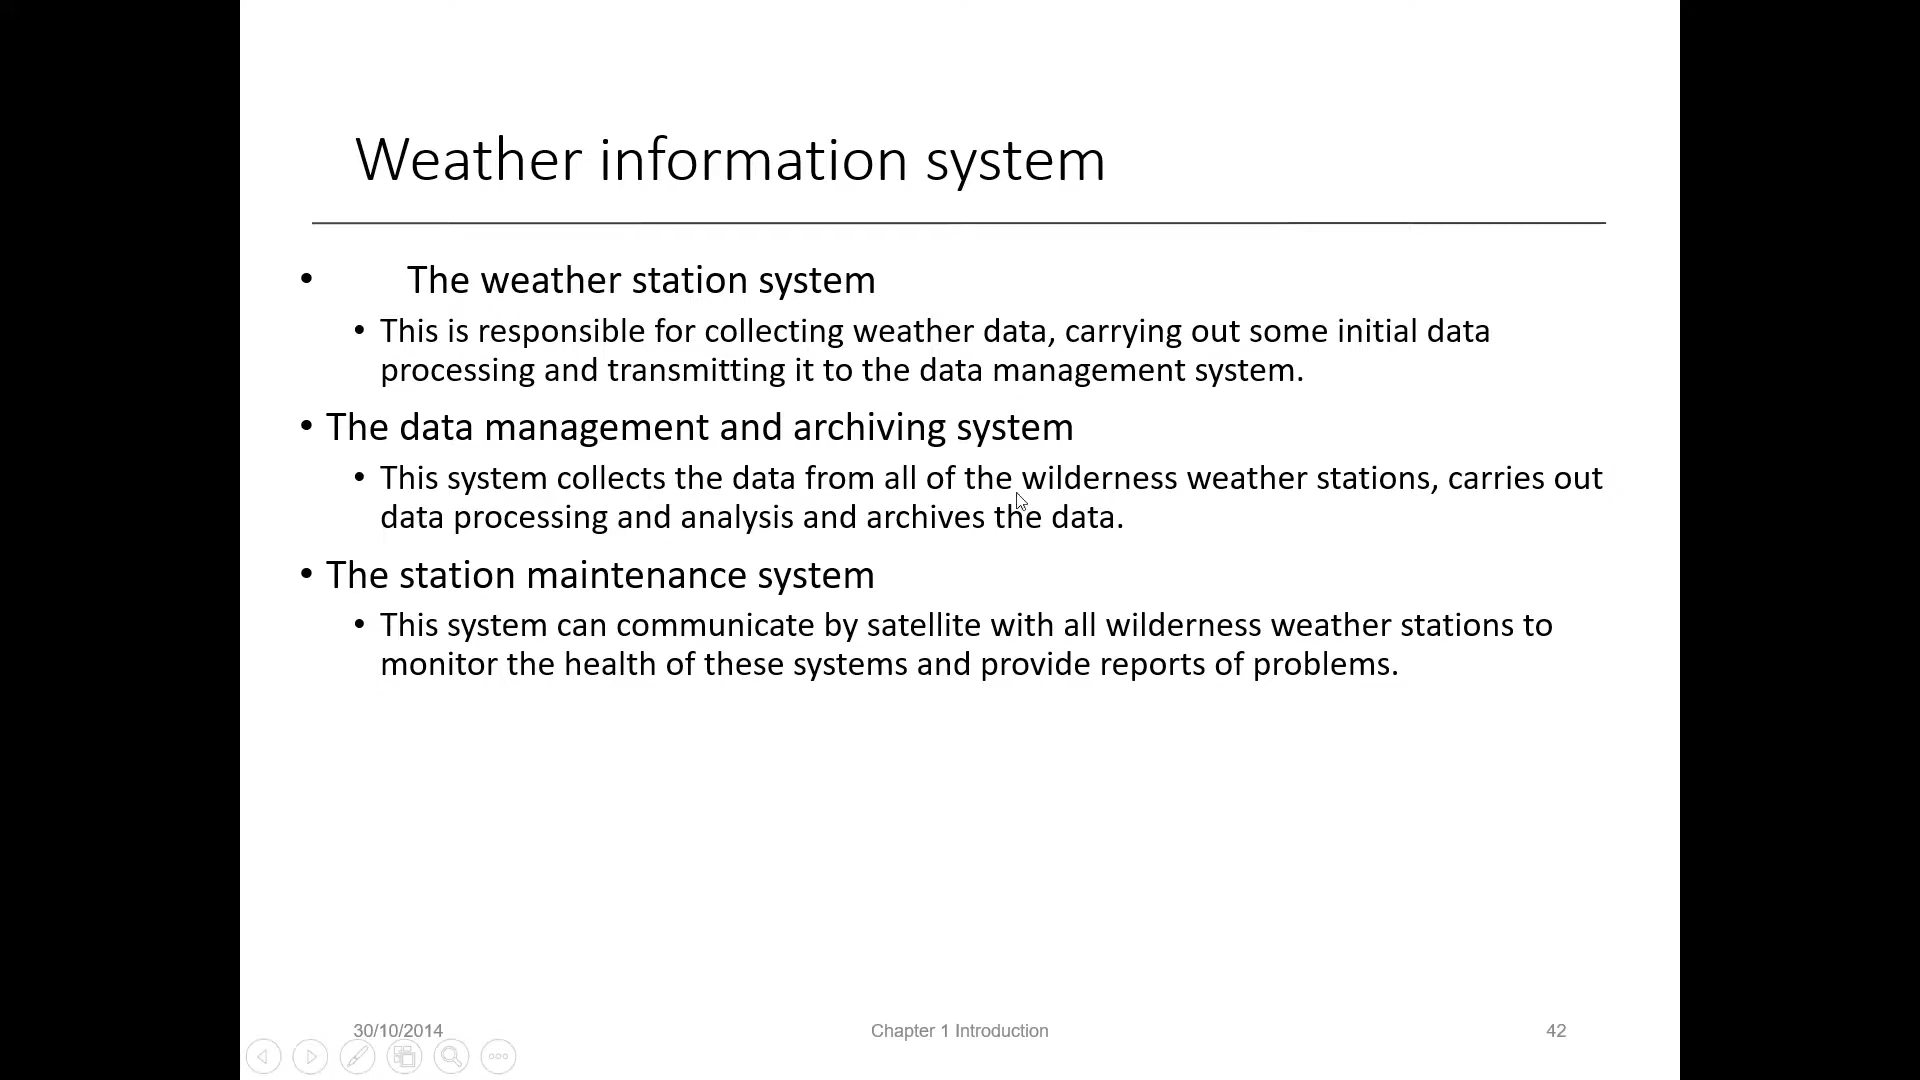 Weather information system
• The weather station system
• This is responsible for collecting weather data, carrying out some initial data
processing and transmitting it to the data management system.
• The data management and archiving system
• This system collects the data from all of the wilderness weather stations, carries out
data processing and analysis and archives the data.
• The station maintenance system
• This system can communicate by satellite with all wilderness weather stations to
monitor the health of these systems and provide reports of problems.
30/10/2014 Chapter 1 Introduction 42